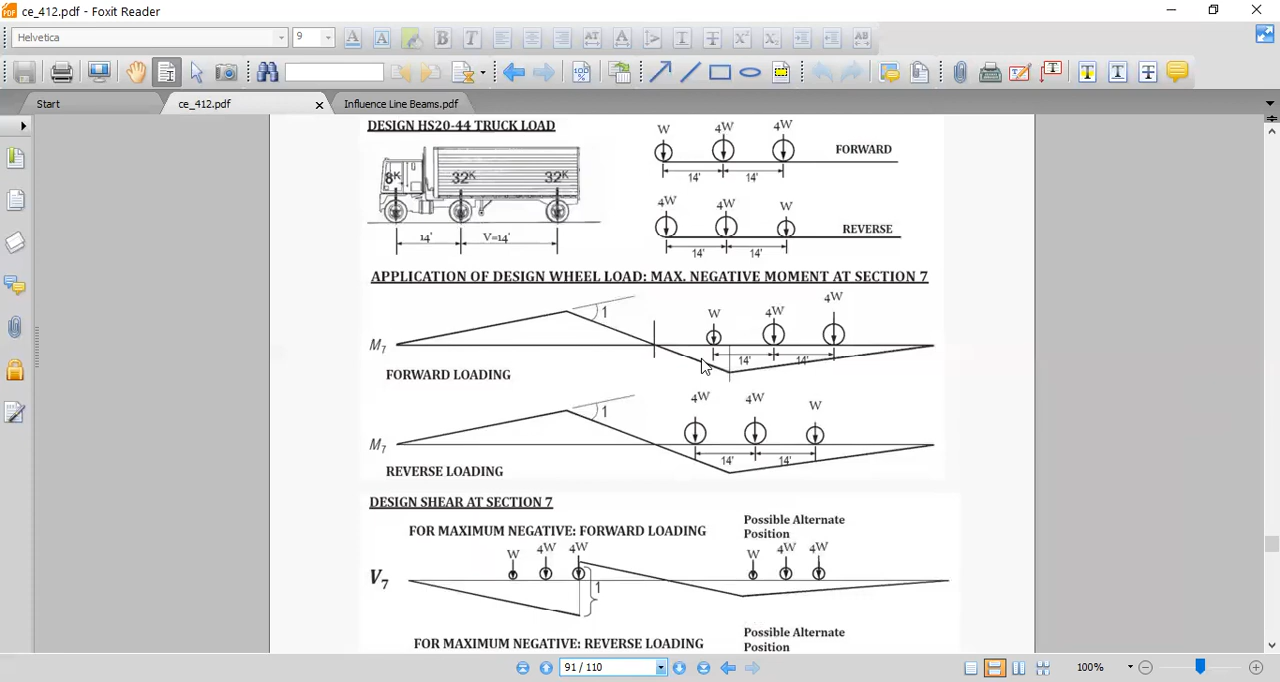 ce_412.pdf - Foxit Reader
Helvetica
9
Start
ce_412.pdf
Influence Line Beams.pdf
DESIGN HS20-44 TRUCK LOAD
8K 32K 32K
14' V=14'
W 4W 4W
FORWARD
14' 14'
4W 4W W
REVERSE
14' 14'
APPLICATION OF DESIGN WHEEL LOAD: MAX. NEGATIVE MOMENT AT SECTION 7
1
W 4W 4W
M7
14' 14'
FORWARD LOADING
1
4W 4W W
M7
14' 14'
REVERSE LOADING
DESIGN SHEAR AT SECTION 7
FOR MAXIMUM NEGATIVE: FORWARD LOADING
Possible Alternate
Position
W 4W 4W
W 4W 4W
V7
1
FOR MAXIMUM NEGATIVE: REVERSE LOADING
Possible Alternate
Position
91 / 110
100%